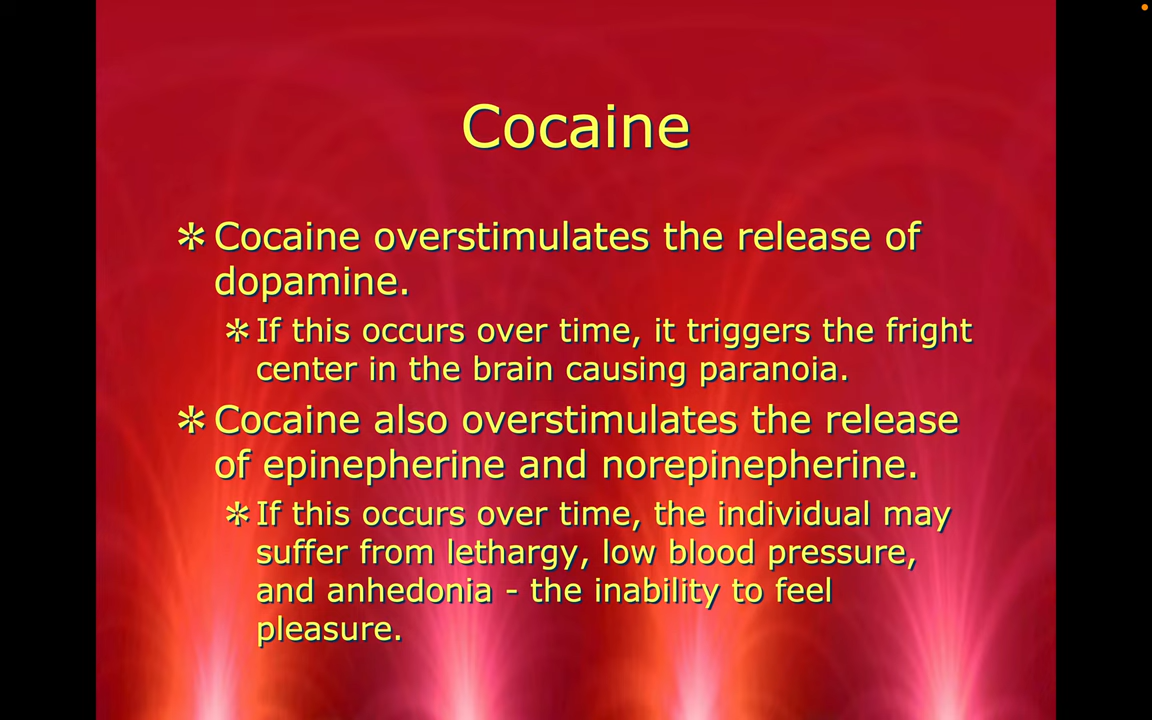 Cocaine
✲ Cocaine overstimulates the release of
dopamine.
✲ If this occurs over time, it triggers the fright
center in the brain causing paranoia.
✲ Cocaine also overstimulates the release
of epinepherine and norepinepherine.
✲ If this occurs over time, the individual may
suffer from lethargy, low blood pressure,
and anhedonia - the inability to feel
pleasure.